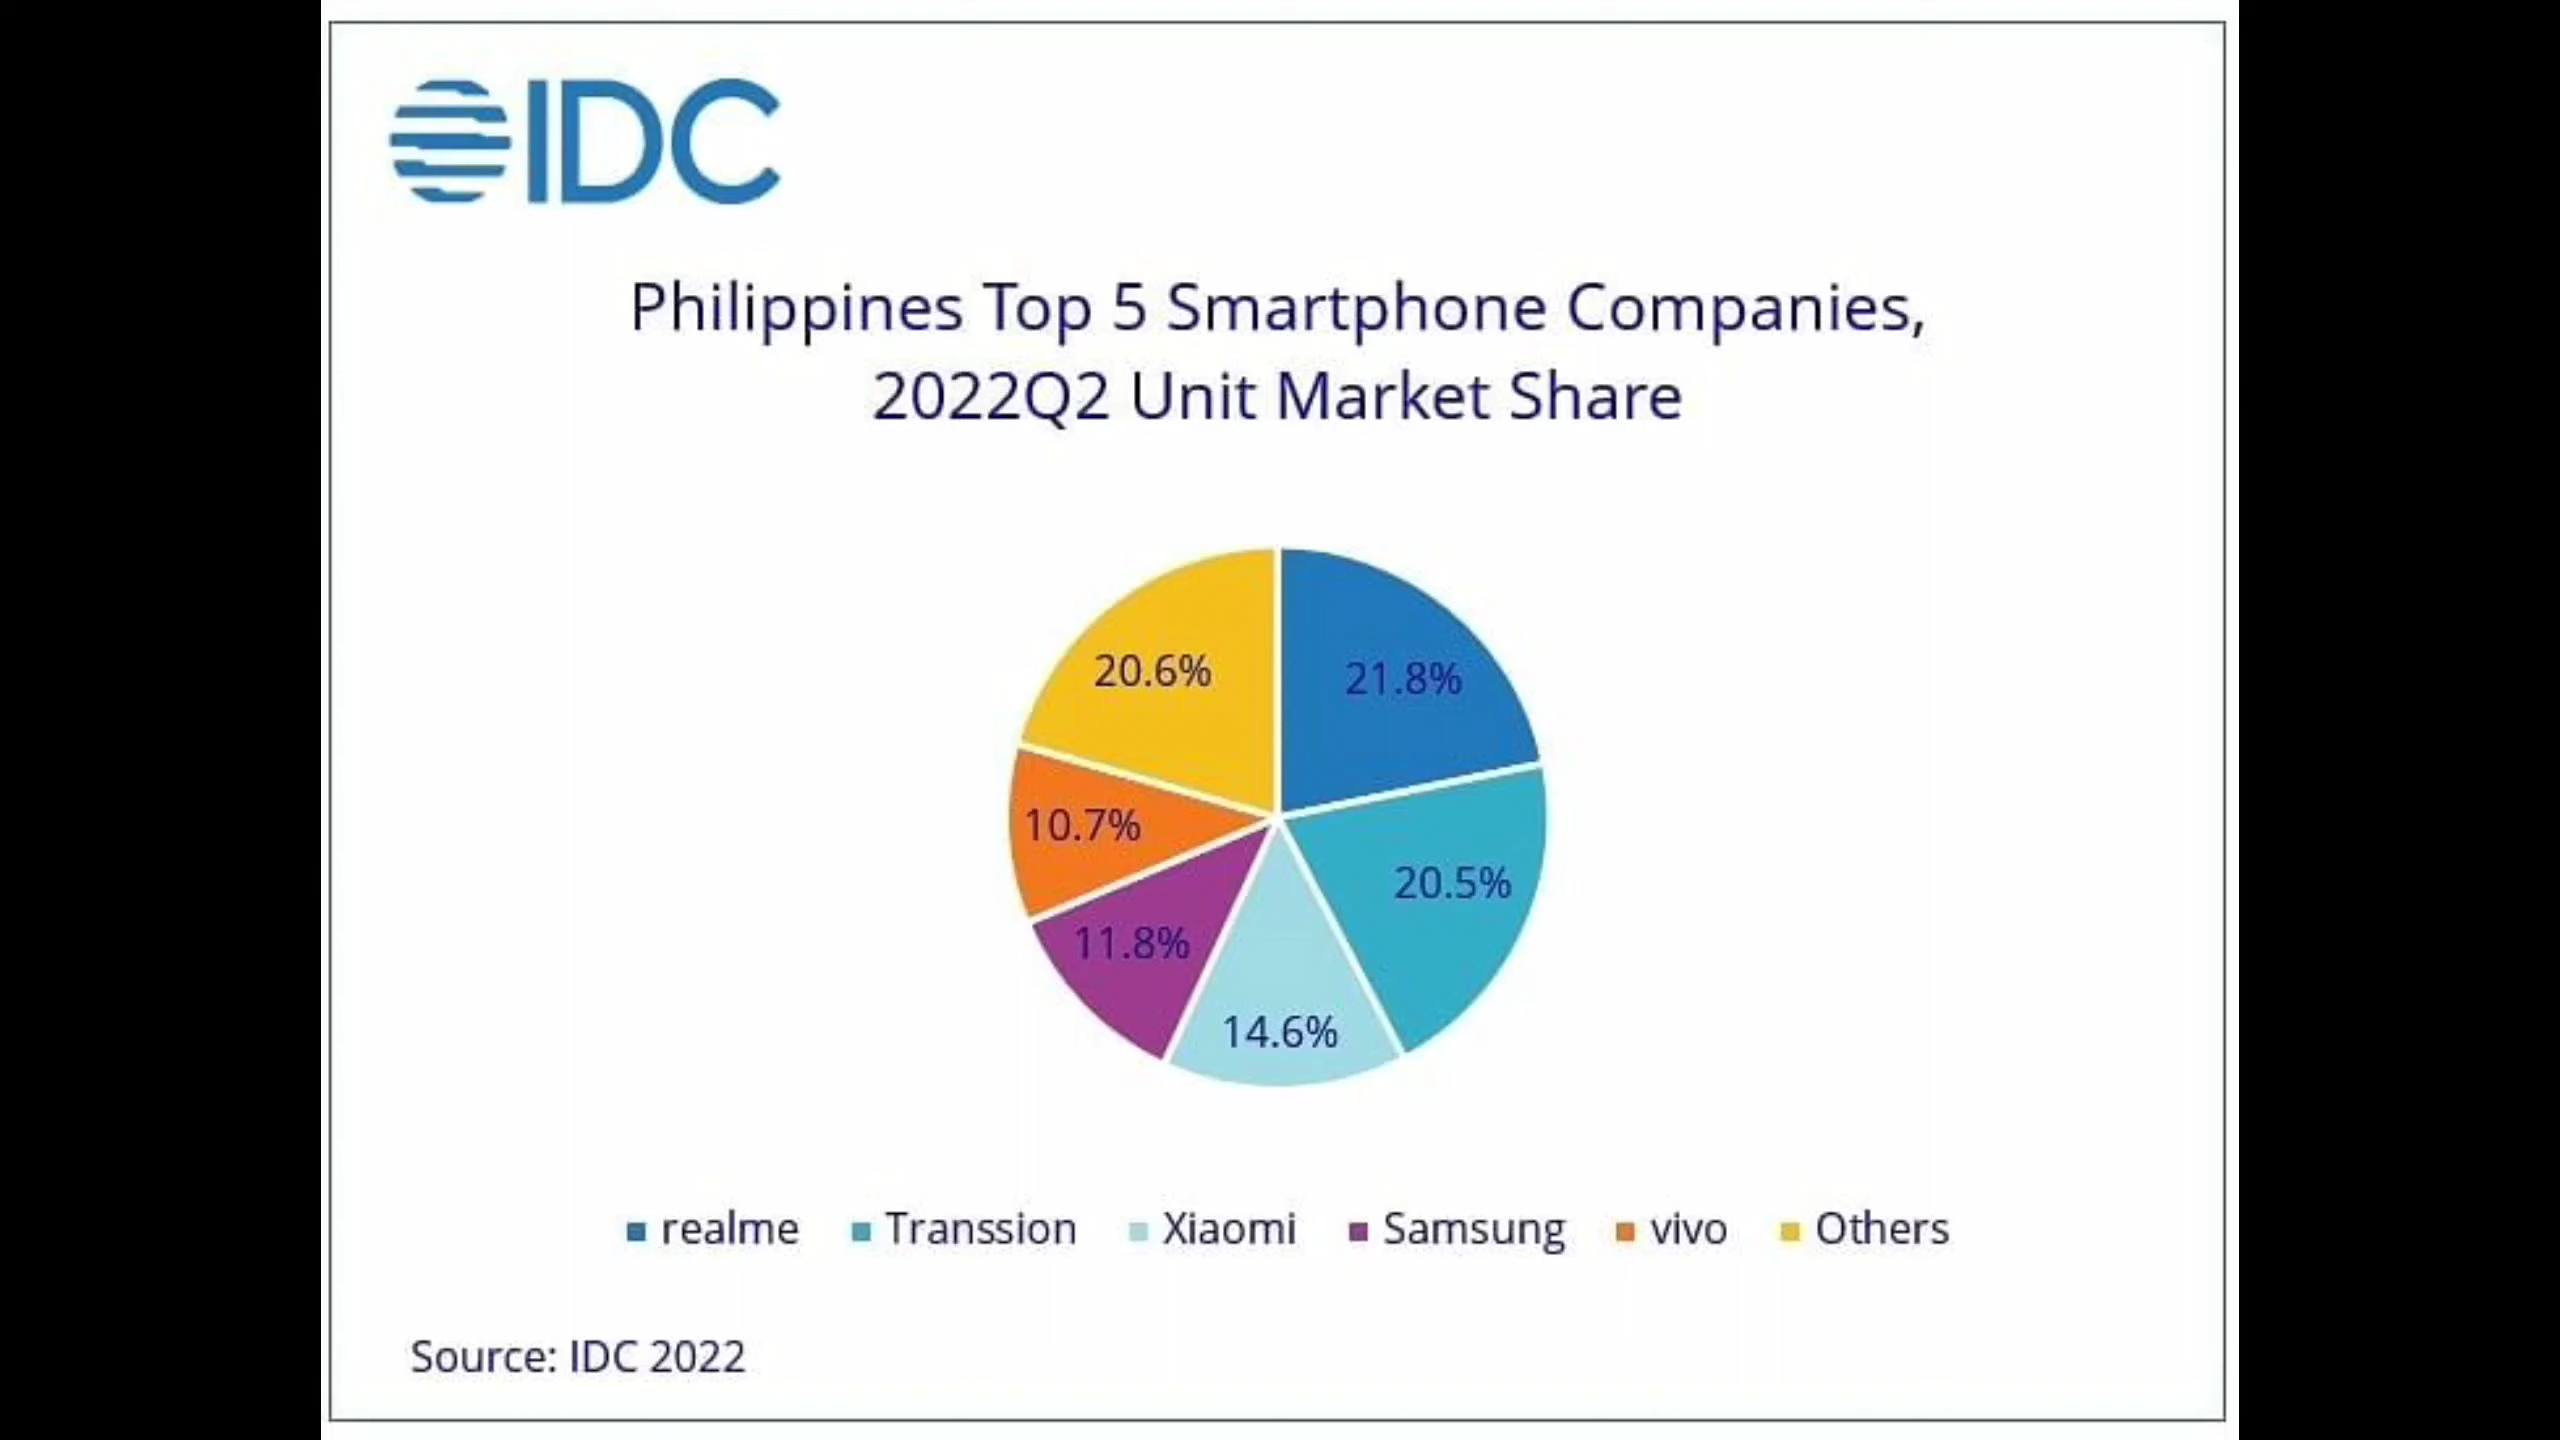 IDC
Philippines Top 5 Smartphone Companies,
2022Q2 Unit Market Share
20.6%
21.8%
10.7%
20.5%
11.8%
14.6%
realme Transsion Xiaomi Samsung vivo Others
Source: IDC 2022